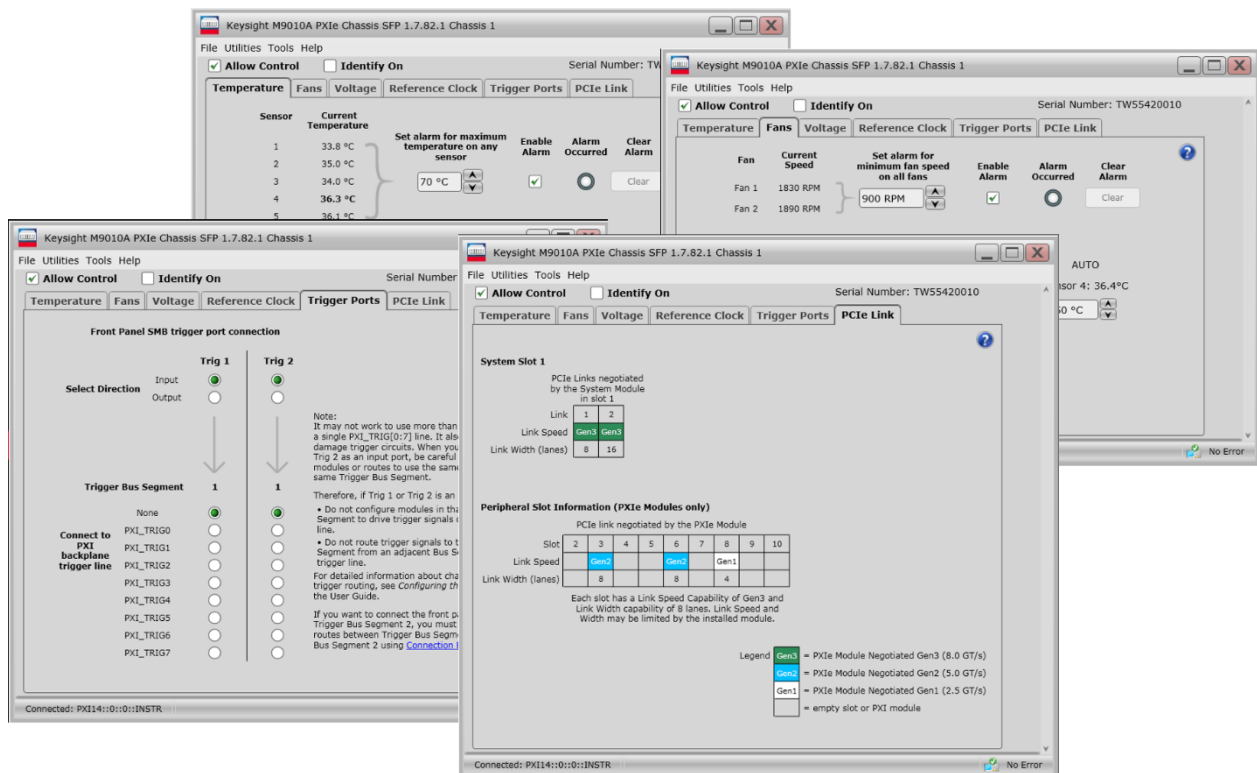 Keysight M9010A PXIe Chassis SFP 1.7.82.1 Chassis 1
File Utilities Tools Help
Allow Control Identify On Serial Number: TW
Temperature Fans Voltage Reference Clock Trigger Ports PCIe Link
Sensor Current Temperature Set alarm for maximum temperature on any sensor Enable Alarm Alarm Occurred Clear Alarm
1 33.8 °C
2 35.0 °C
3 34.0 °C 70 °C Clear
4 36.3 °C
5 36.1 °C
Keysight M9010A PXIe Chassis SFP 1.7.82.1 Chassis 1
File Utilities Tools Help
Allow Control Identify On Serial Number: TW55420010
Temperature Fans Voltage Reference Clock Trigger Ports PCIe Link
Fan Current Speed Set alarm for minimum fan speed on all fans Enable Alarm Alarm Occurred Clear Alarm
Fan 1 1830 RPM
900 RPM Clear
Fan 2 1890 RPM
AUTO
4: 36.4°C
°C
No Error
Keysight M9010A PXIe Chassis SFP 1.7.82.1 Chassis 1
File Utilities Tools Help
Allow Control Identify On Serial Number
Temperature Fans Voltage Reference Clock Trigger Ports PCIe Link
Front Panel SMB trigger port connection
Trig 1 Trig 2
Select Direction
Input
Output
Trigger Bus Segment 1 1
Connect to PXI backplane trigger line
None
PXI_TRIG0
PXI_TRIG1
PXI_TRIG2
PXI_TRIG3
PXI_TRIG4
PXI_TRIG5
PXI_TRIG6
PXI_TRIG7
Note:
It may not work to use more than
a single PXI_TRIG[0:7] line. It
damage trigger circuits. When you
Trig 2 as an input port, be careful
modules or routes to use the
same Trigger Bus Segment.
Therefore, if Trig 1 or Trig 2 is an
• Do not configure modules in
Segment to drive trigger signals
line.
• Do not route trigger signals to
Segment from an adjacent Bus
trigger line.
For detailed information about
trigger routing, see Configuring
the User Guide.
If you want to connect the front
Trigger Bus Segment 2, you must
routes between Trigger Bus
Bus Segment 2 using Connection
Connected: PXI14::0::0::INSTR
Keysight M9010A PXIe Chassis SFP 1.7.82.1 Chassis 1
File Utilities Tools Help
Allow Control Identify On Serial Number: TW55420010
Temperature Fans Voltage Reference Clock Trigger Ports PCIe Link
System Slot 1
PCIe Links negotiated
by the System Module
in slot 1
Link 1 2
Link Speed Gen3 Gen3
Link Width (lanes) 8 16
Peripheral Slot Information (PXIe Modules only)
PCIe link negotiated by the PXIe Module
Slot 2 3 4 5 6 7 8 9 10
Link Speed Gen2 Gen2 Gen1
Link Width (lanes) 8 8 4
Each slot has a Link Speed Capability of Gen3 and
Link Width capability of 8 lanes. Link Speed and
Width may be limited by the installed module.
Legend Gen3 = PXIe Module Negotiated Gen3 (8.0 GT/s)
Gen2 = PXIe Module Negotiated Gen2 (5.0 GT/s)
Gen1 = PXIe Module Negotiated Gen1 (2.5 GT/s)
= empty slot or PXI module
Connected: PXI14::0::0::INSTR No Error